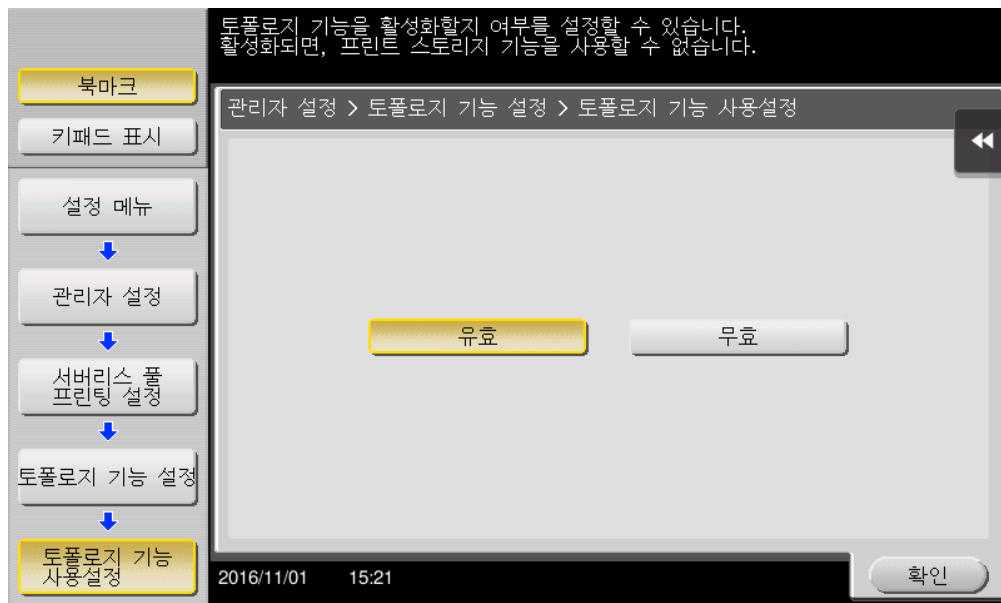 토폴로지 기능을 활성화할지 여부를 설정할 수 있습니다.
활성화되면, 프린트 스토리지 기능을 사용할 수 없습니다.
북마크
키패드 표시
설정 메뉴
관리자 설정
서버리스 풀
프린팅 설정
토폴로지 기능 설정
토폴로지 기능
사용설정
관리자 설정 > 토폴로지 기능 설정 > 토폴로지 기능 사용설정
유효
무효
2016/11/01 15:21
확인